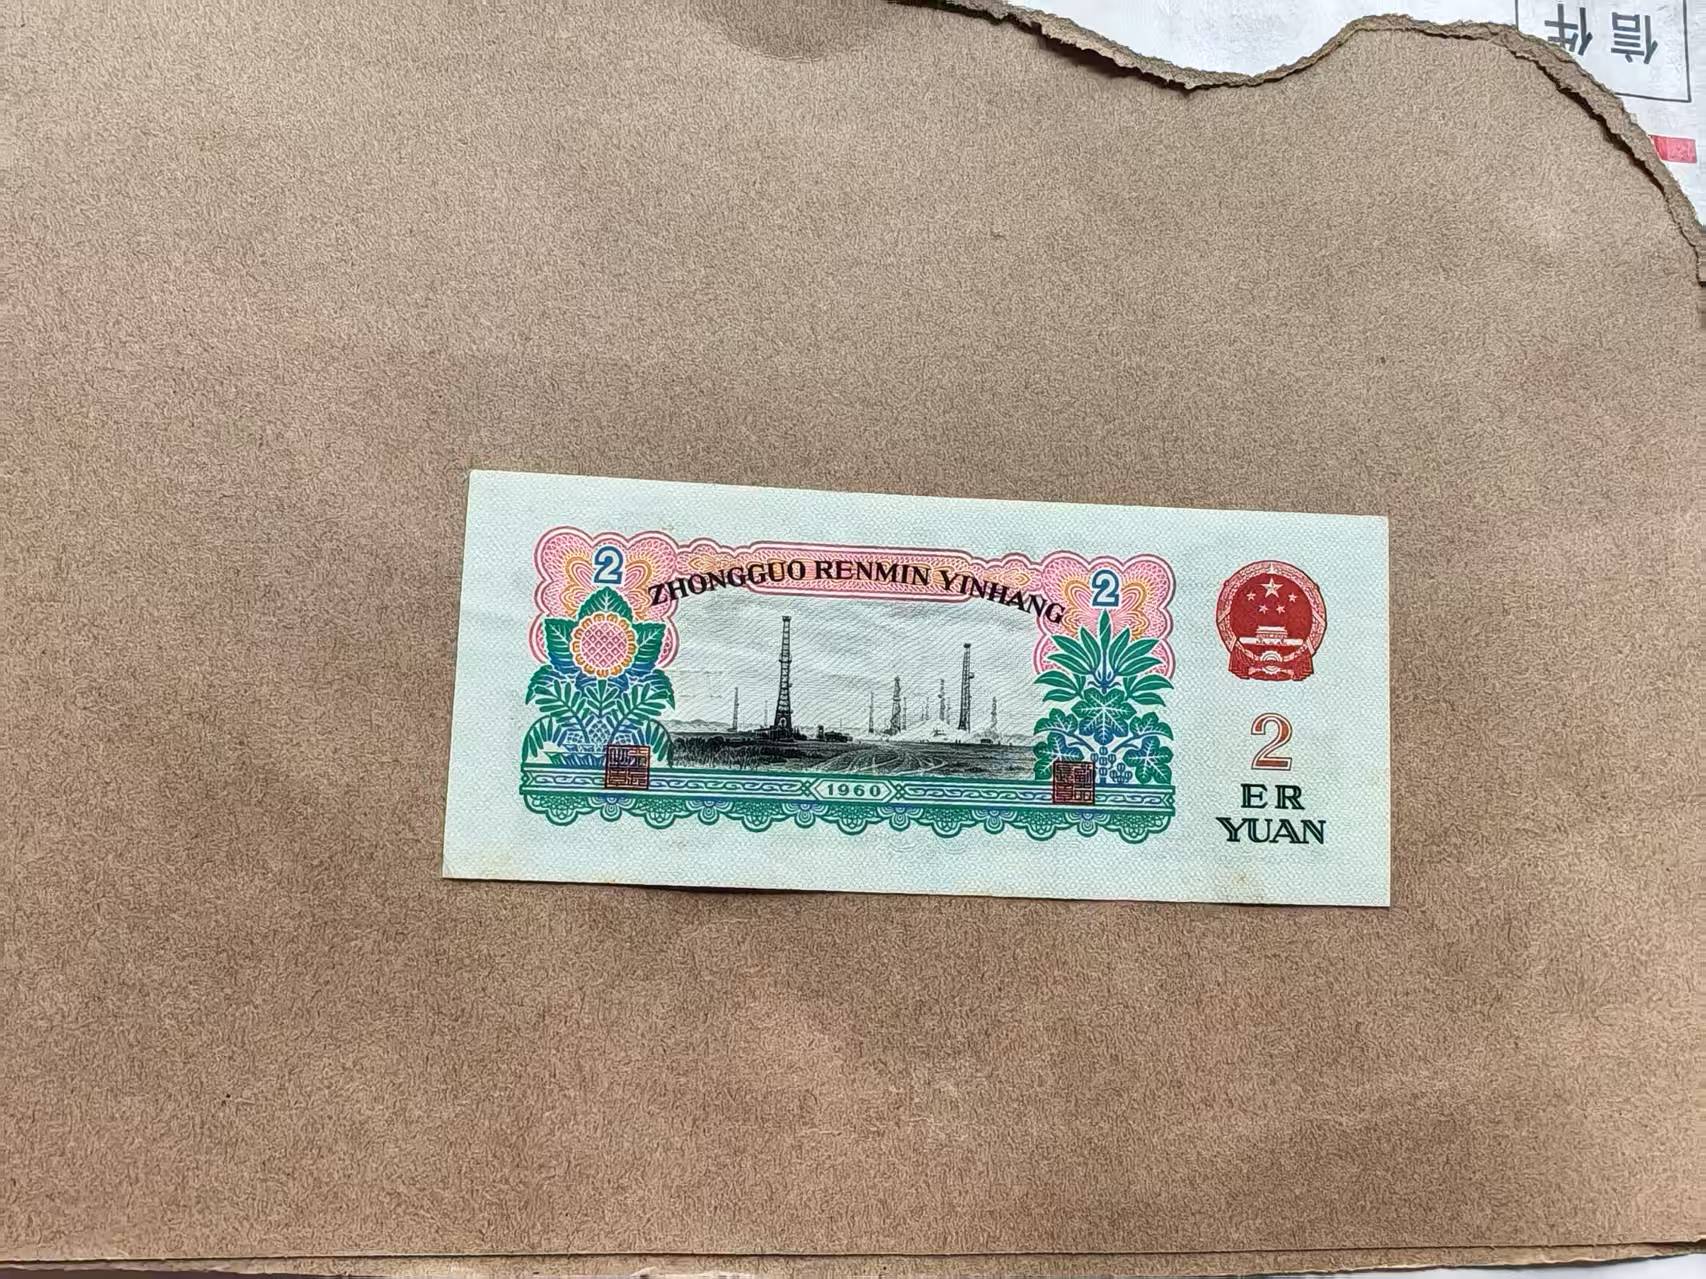 信件
2
ZHONGGUO RENMIN YINHANG
2
1960
2
ER
YUAN